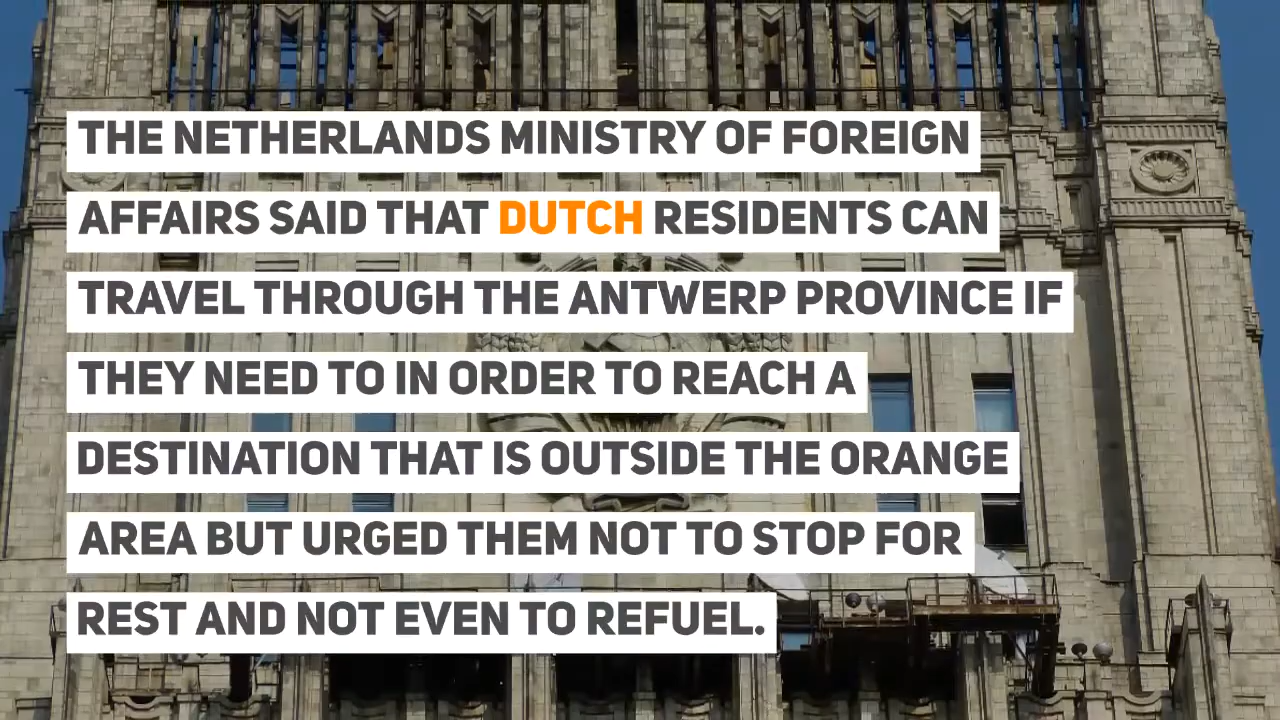 THE NETHERLANDS MINISTRY OF FOREIGN
AFFAIRS SAID THAT DUTCH RESIDENTS CAN
TRAVEL THROUGH THE ANTWERP PROVINCE IF
THEY NEED TO IN ORDER TO REACH A
DESTINATION THAT IS OUTSIDE THE ORANGE
AREA BUT URGED THEM NOT TO STOP FOR
REST AND NOT EVEN TO REFUEL.